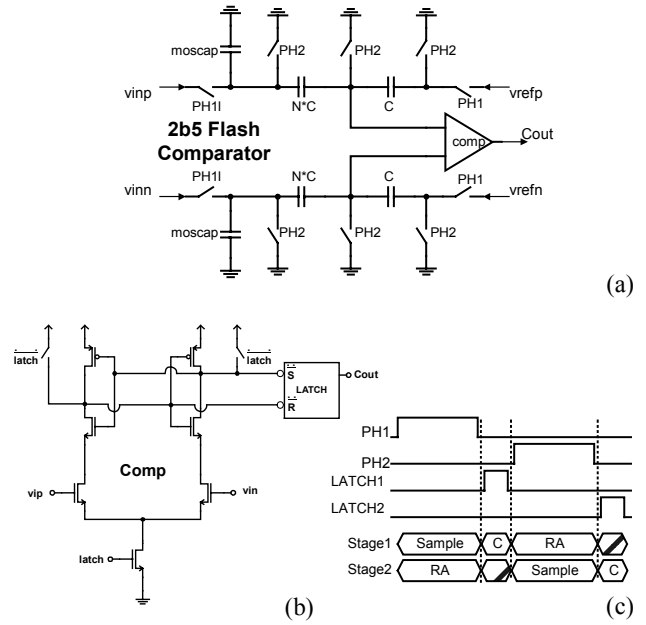 moscap
PH2
PH2
PH2
vinp
PH1I
N*C
C
PH1
vrefp
2b5 Flash
Comparator
comp
Cout
vinn
PH1I
N*C
C
PH1
vrefn
moscap
PH2
PH2
PH2
(a)
latch
latch
S
LATCH
R
Cout
Comp
vip
vin
latch
(b)
PH1
PH2
LATCH1
LATCH2
Stage1 Sample C RA
Stage2 RA Sample C
(c)